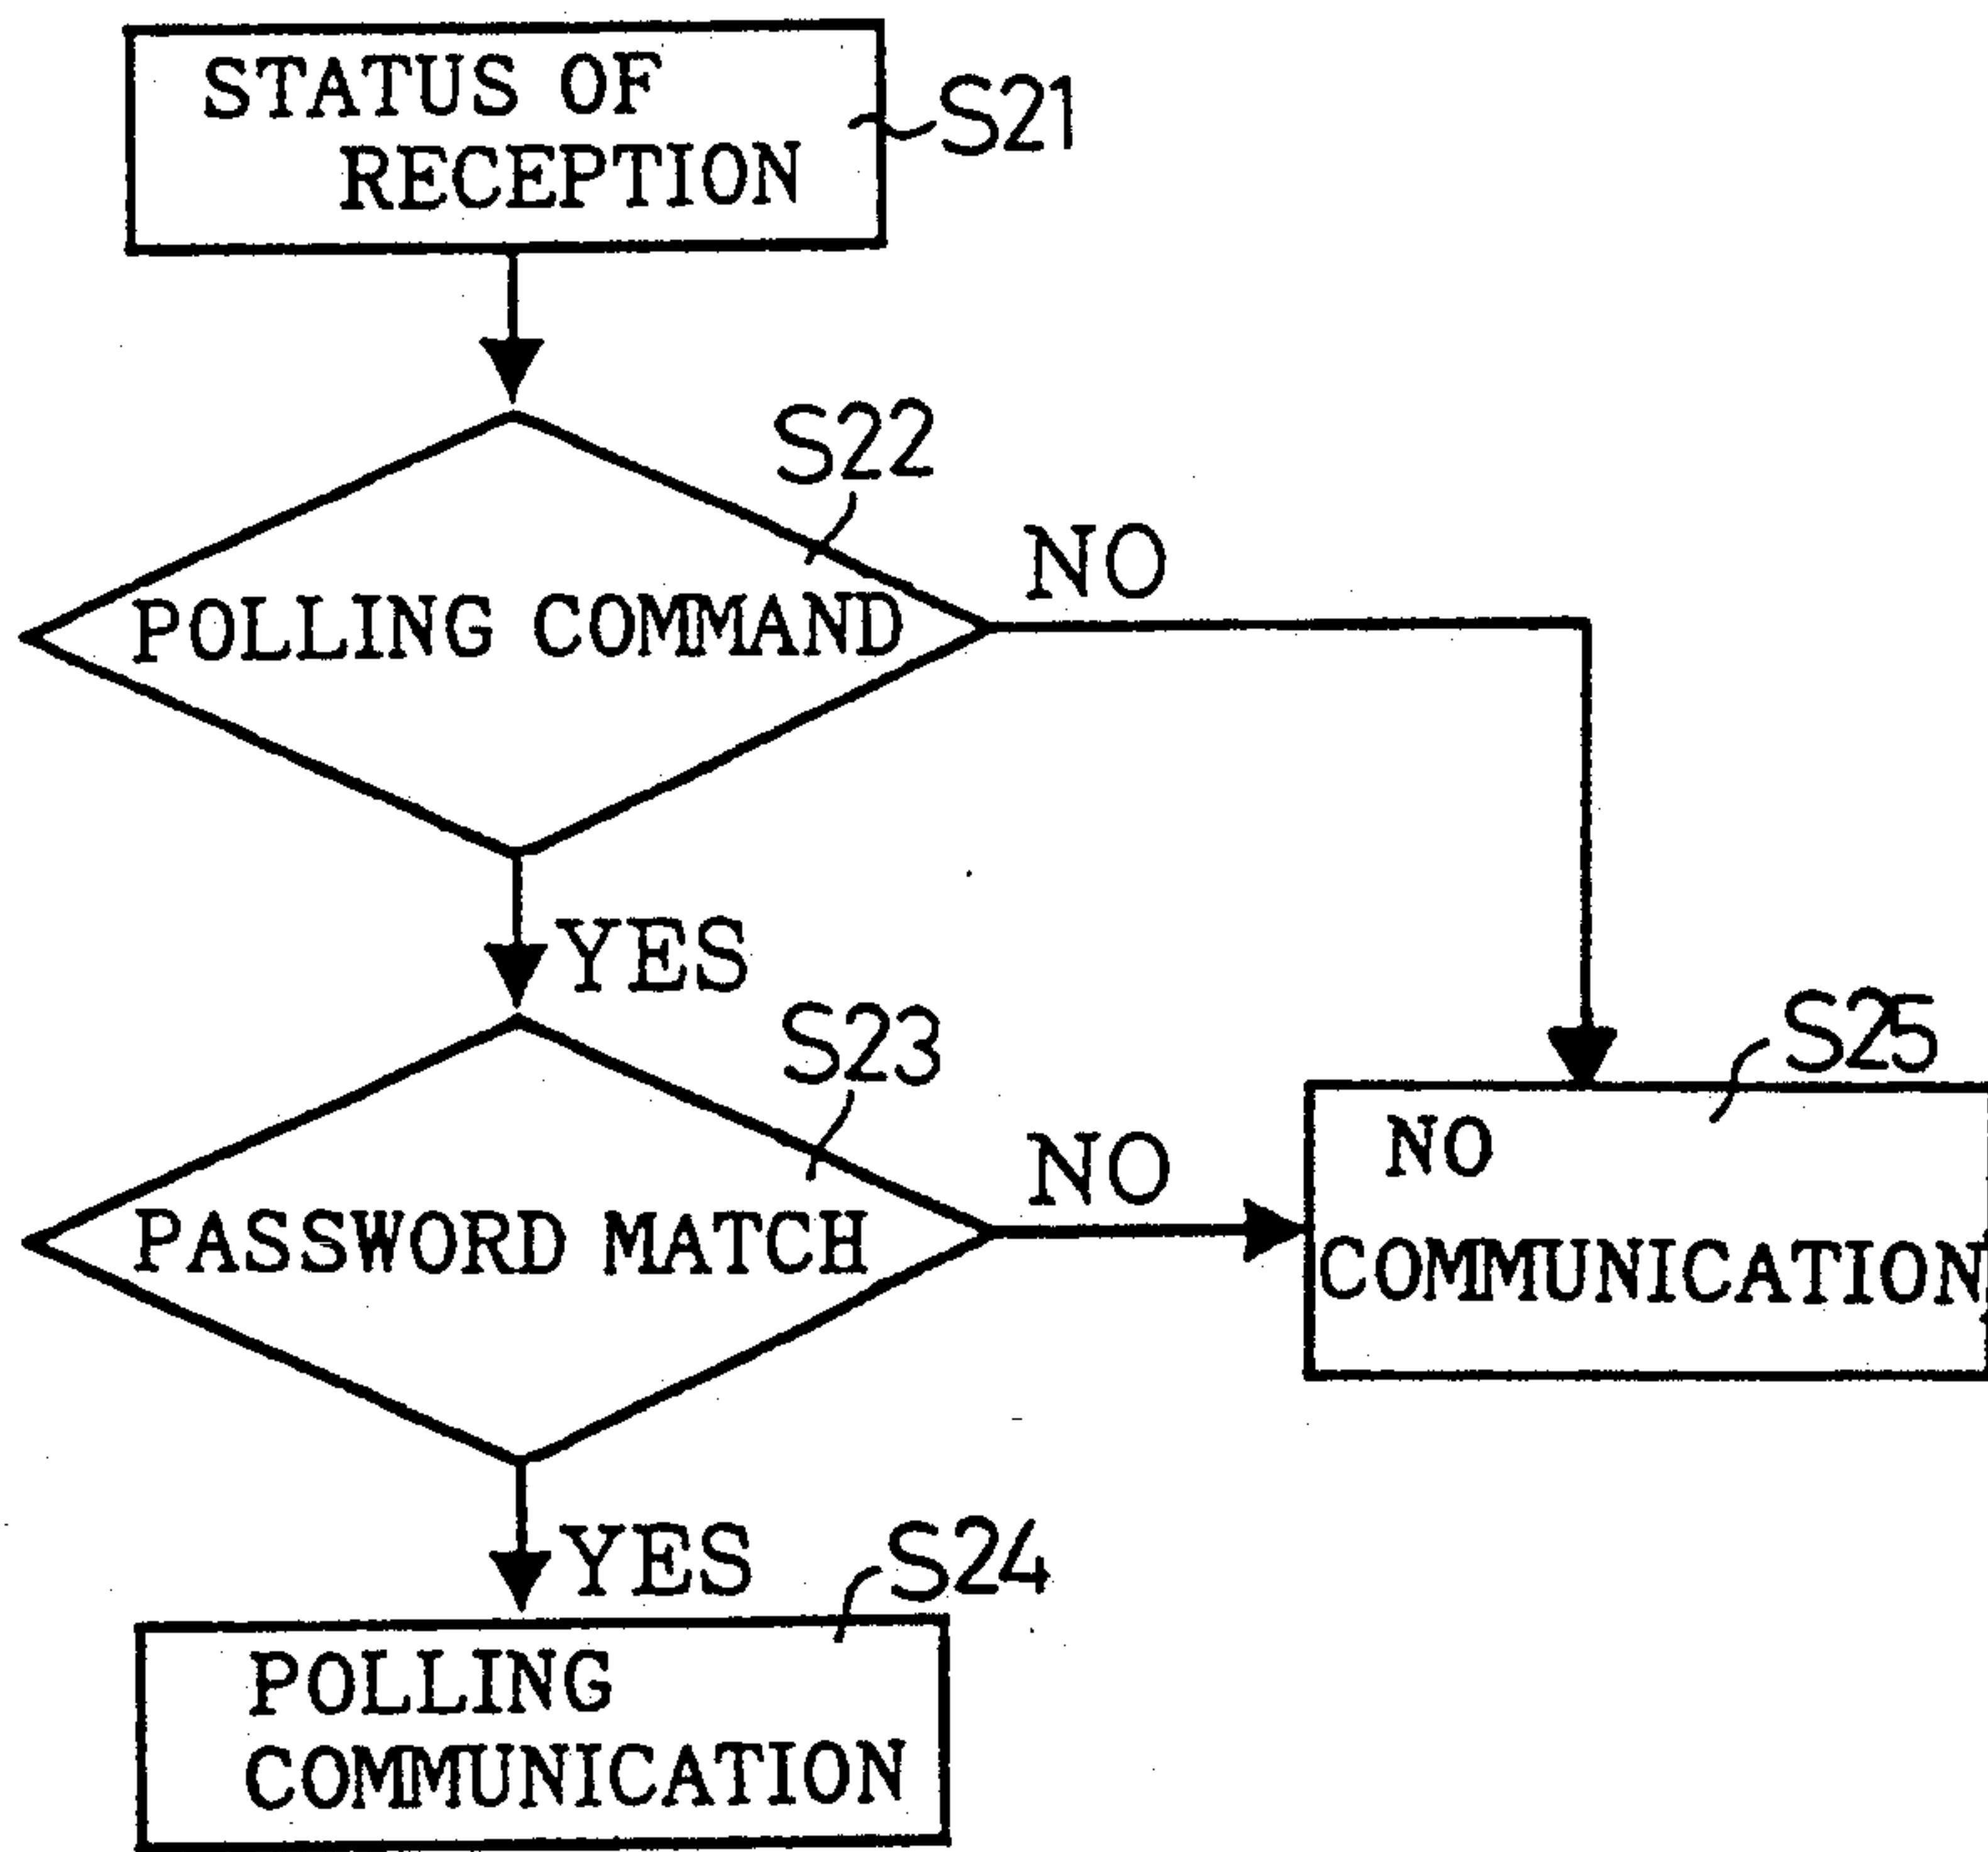 STATUS OF
RECEPTION
S21
S22
POLLING COMMAND
NO
YES
S23
PASSWORD MATCH
NO
S25
NO
COMMUNICATION
YES
S24
POLLING
COMMUNICATION